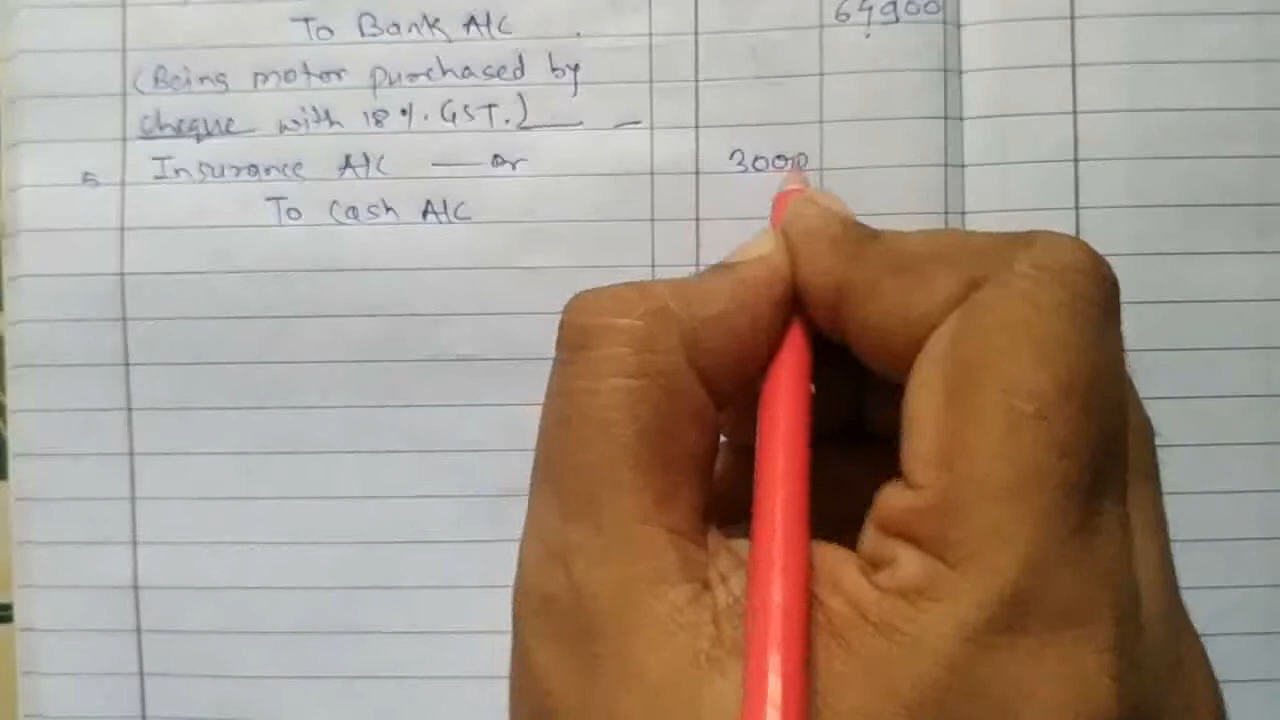 To Bank A/C 64900
(Being motor purchased by
cheque with 18%. GST.)
5 Insurance A/C — Dr 3000
To Cash A/C